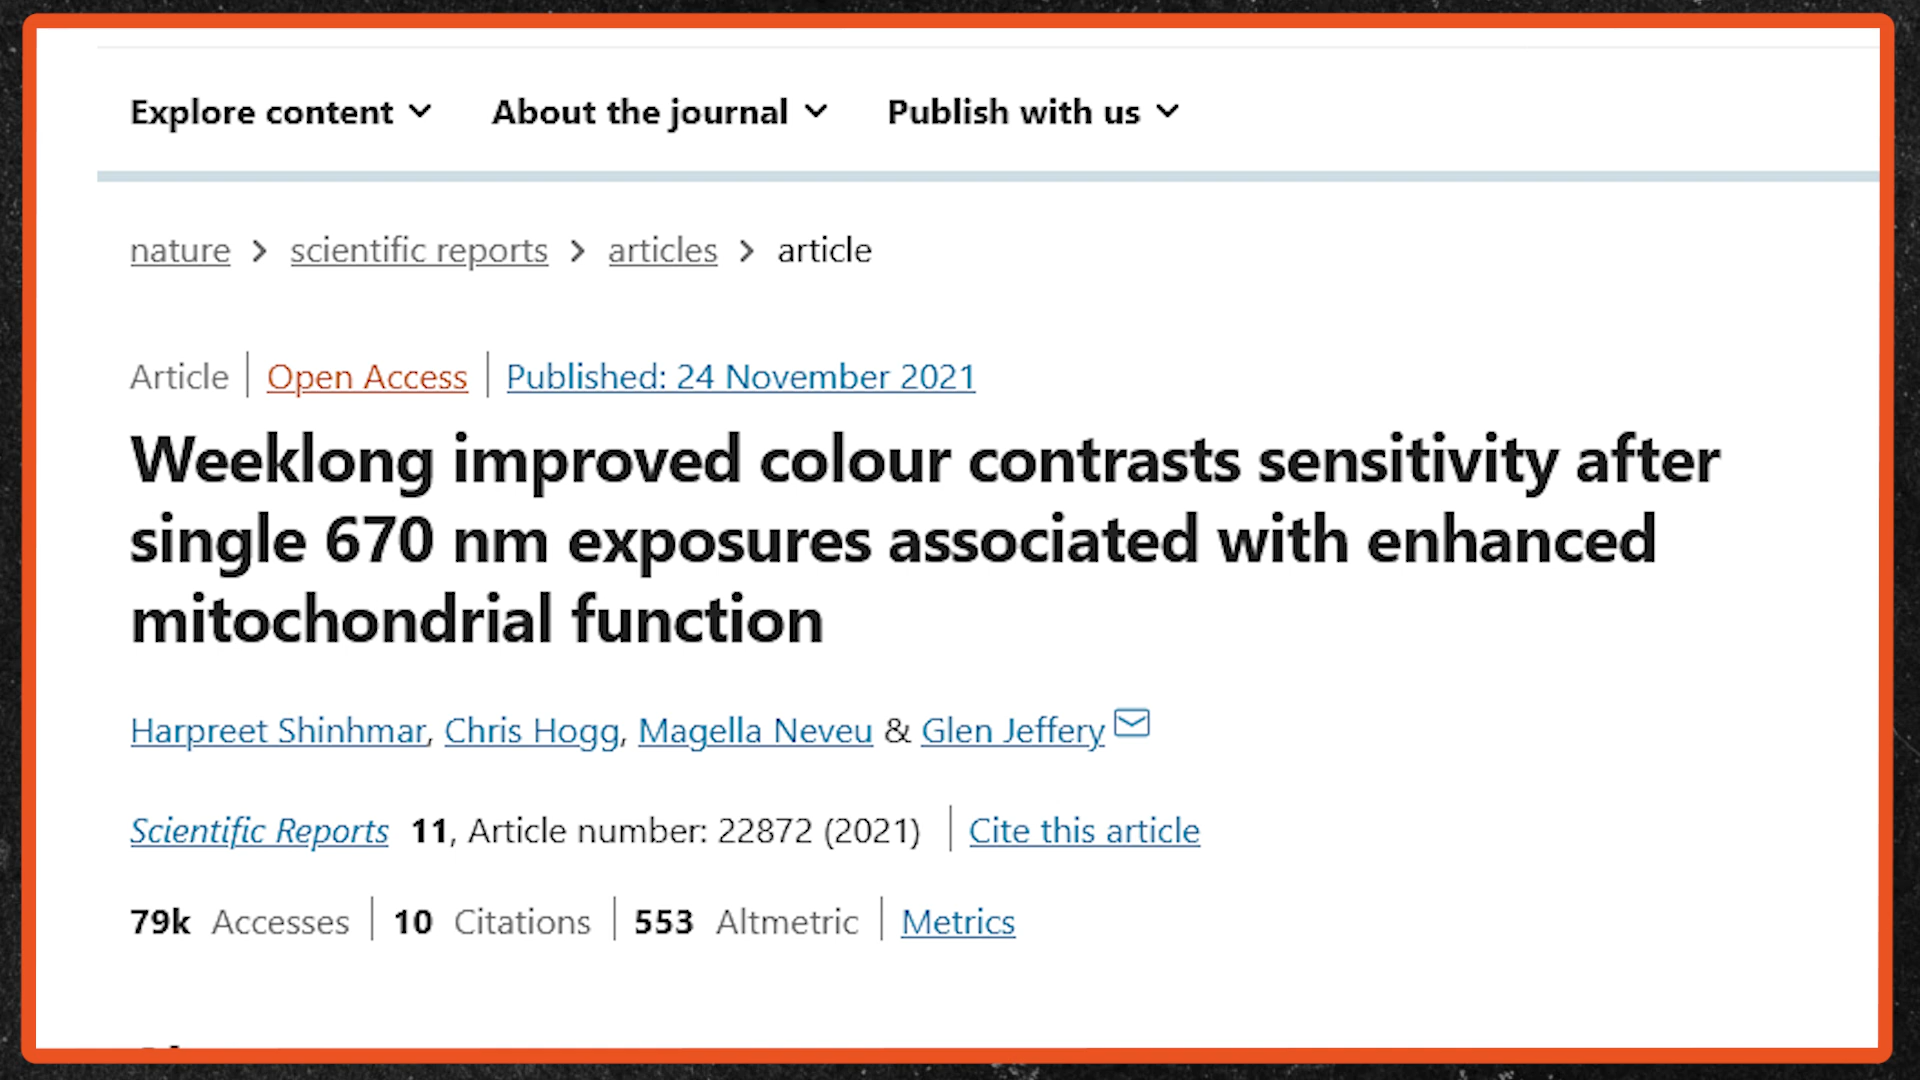 Explore content About the journal Publish with us
nature > scientific reports > articles > article
Article | Open Access | Published: 24 November 2021
Weeklong improved colour contrasts sensitivity after
single 670 nm exposures associated with enhanced
mitochondrial function
Harpreet Shinhmar, Chris Hogg, Magella Neveu & Glen Jeffery
Scientific Reports 11, Article number: 22872 (2021) | Cite this article
79k Accesses | 10 Citations | 553 Altmetric | Metrics